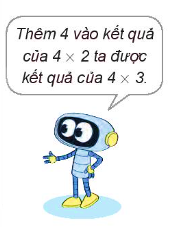 Thêm 4 vào kết quả
của 4 × 2 ta được
kết quả của 4 × 3.